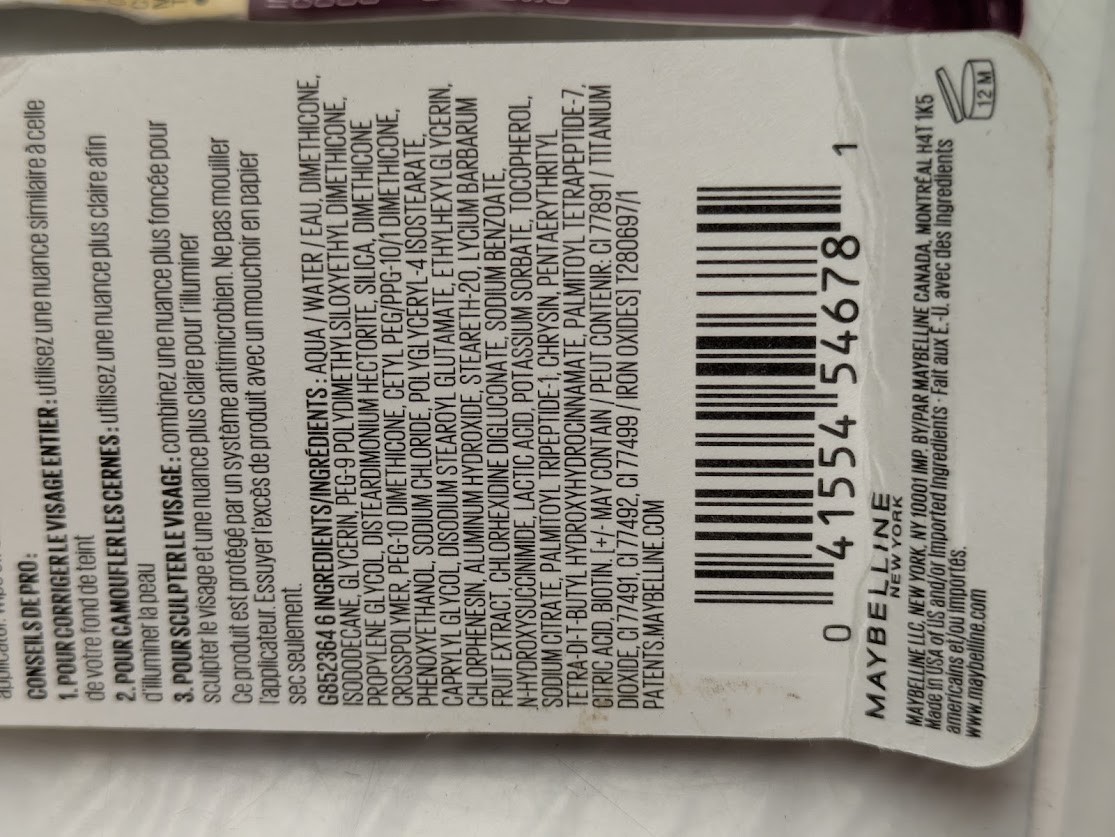 CONSEILS DE PRO :
1. POUR CORRIGER LE VISAGE ENTIER : utilisez une nuance similaire à celle
de votre fond de teint
2. POUR CAMOUFLER LES CERNES : utilisez une nuance plus claire afin
d'illuminer la peau
3. POUR SCULPTER LE VISAGE : combinez une nuance plus foncée pour
sculpter le visage et une nuance plus claire pour l'illuminer
Ce produit est protégé par un système antimicrobien. Ne pas mouiller
l'applicateur. Essuyer l'excès de produit avec un mouchoir en papier
sec seulement.
G852364 6 INGREDIENTS/INGRÉDIENTS : AQUA / WATER / EAU, DIMETHICONE,
ISODODECANE, GLYCERIN, PEG-9 POLYDIMETHYLSILOXYETHYL DIMETHICONE,
PROPYLENE GLYCOL, DISTEARDIMONIUM HECTORITE, SILICA, DIMETHICONE
CROSSPOLYMER, PEG-10 DIMETHICONE, CETYL PEG/PPG-10/1 DIMETHICONE,
PHENOXYETHANOL, SODIUM CHLORIDE, POLYGLYCERYL-4 ISOSTEARATE,
CAPRYLYL GLYCOL, DISODIUM STEAROYL GLUTAMATE, ETHYLHEXYLGLYCERIN,
CHLORPHENESIN, ALUMINUM HYDROXIDE, STEARETH-20, LYCIUM BARBARUM
FRUIT EXTRACT, CHLORHEXIDINE DIGLUCONATE, SODIUM BENZOATE,
N-HYDROXYSUCCINIMIDE, LACTIC ACID, POTASSIUM SORBATE, TOCOPHEROL,
SODIUM CITRATE, PALMITOYL TRIPEPTIDE-1, CHRYSIN, PENTAERYTHRITYL
TETRA-DI-T-BUTYL HYDROXYHYDROCINNAMATE, PALMITOYL TETRAPEPTIDE-7,
CITRIC ACID, BIOTIN. [+/- MAY CONTAIN / PEUT CONTENIR: CI 77891 / TITANIUM
DIOXIDE, CI 77491, CI 77492, CI 77499 / IRON OXIDES] T280697/1
PATENTS.MAYBELLINE.COM
0 41554 54678 1
MAYBELLINE
NEW YORK
MAYBELLINE LLC, NEW YORK, NY 10001 IMP. BY/PAR MAYBELLINE CANADA, MONTRÉAL H4T 1K5
Made in USA of US and/or Imported Ingredients · Fait aux É.-U. avec des ingrédients
américains et/ou importés.
www.maybelline.com
12 M